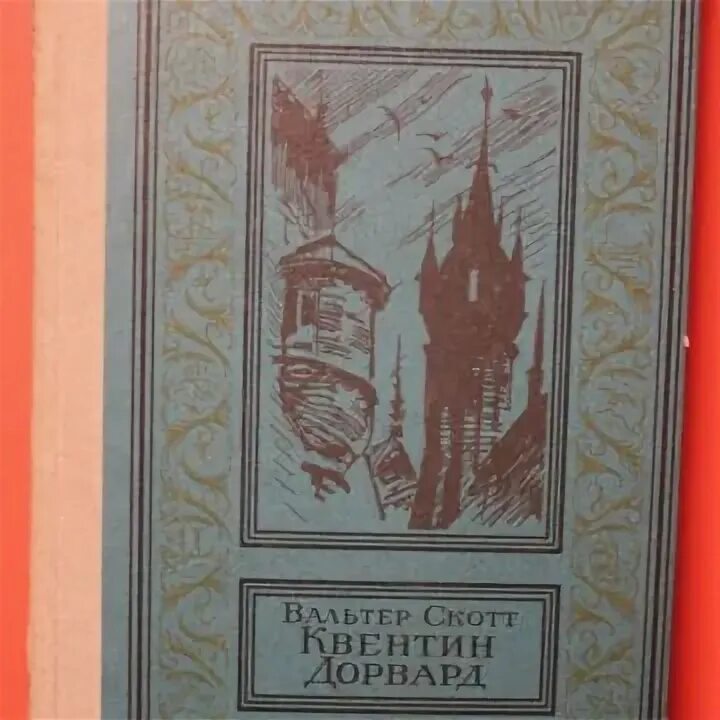 Вальтер Скотт
Квентин
Дорвард